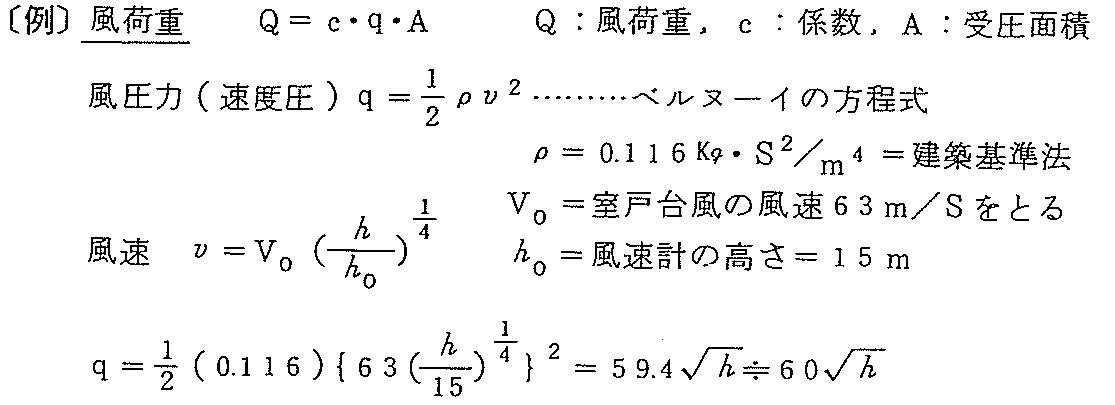 〔例〕風荷重　Q = c・q・A　Q：風荷重，c：係数，A：受圧面積
風圧力(速度圧) q = 1/2 ρ v² ………ベルヌーイの方程式
ρ = 0.116 Kg・S²/m⁴ = 建築基準法
V₀ = 室戸台風の風速63m/Sをとる
風速　v = V₀ (h/h₀)^1/4　h₀ = 風速計の高さ = 15m
q = 1/2 (0.116) {63(h/15)^1/4}² = 59.4√h ≒ 60√h